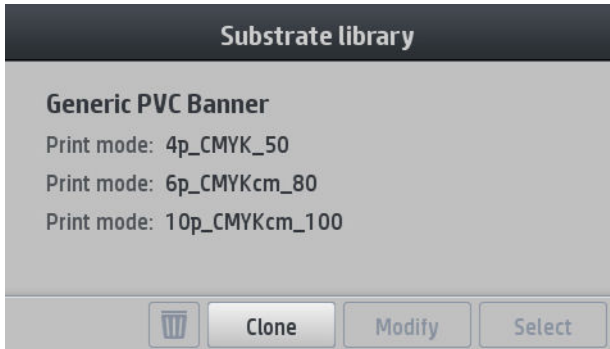 Substrate library
Generic PVC Banner
Print mode: 4p_CMYK_50
Print mode: 6p_CMYKcm_80
Print mode: 10p_CMYKcm_100
Clone Modify Select